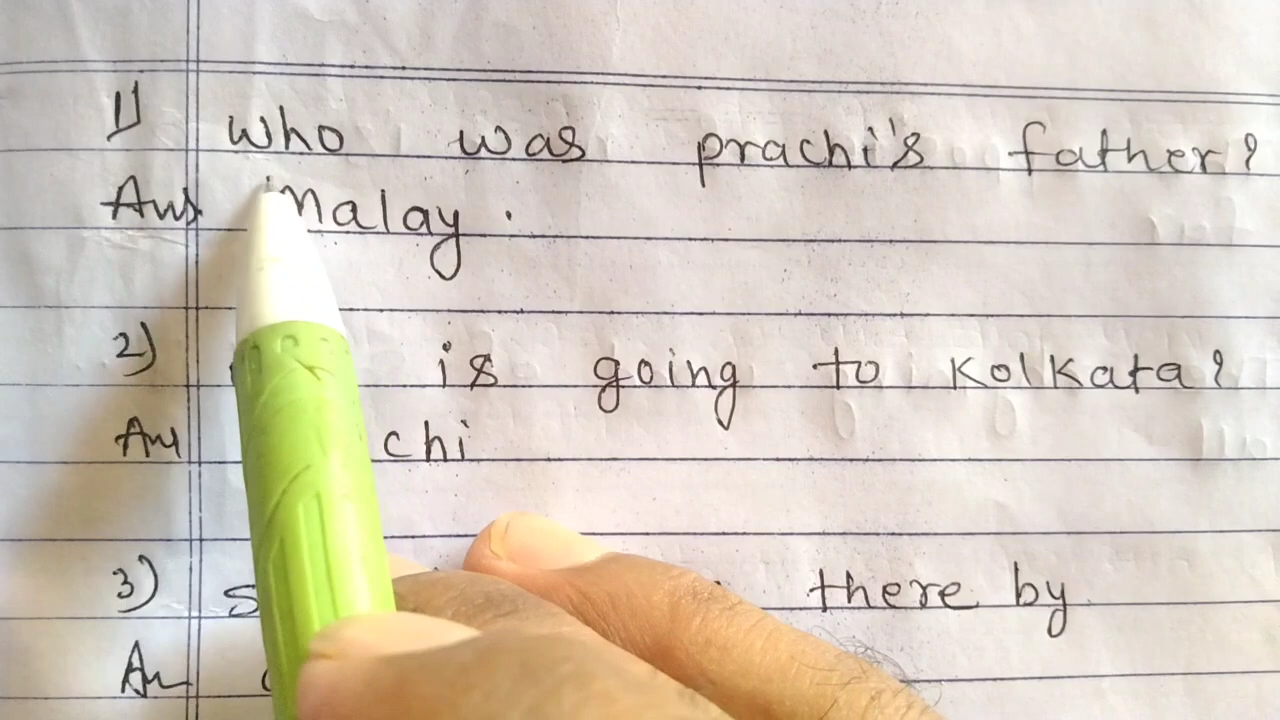 1) who was prachi's father?
Ans Malay.
2) is going to Kolkata?
Ans chi
3) there by
An